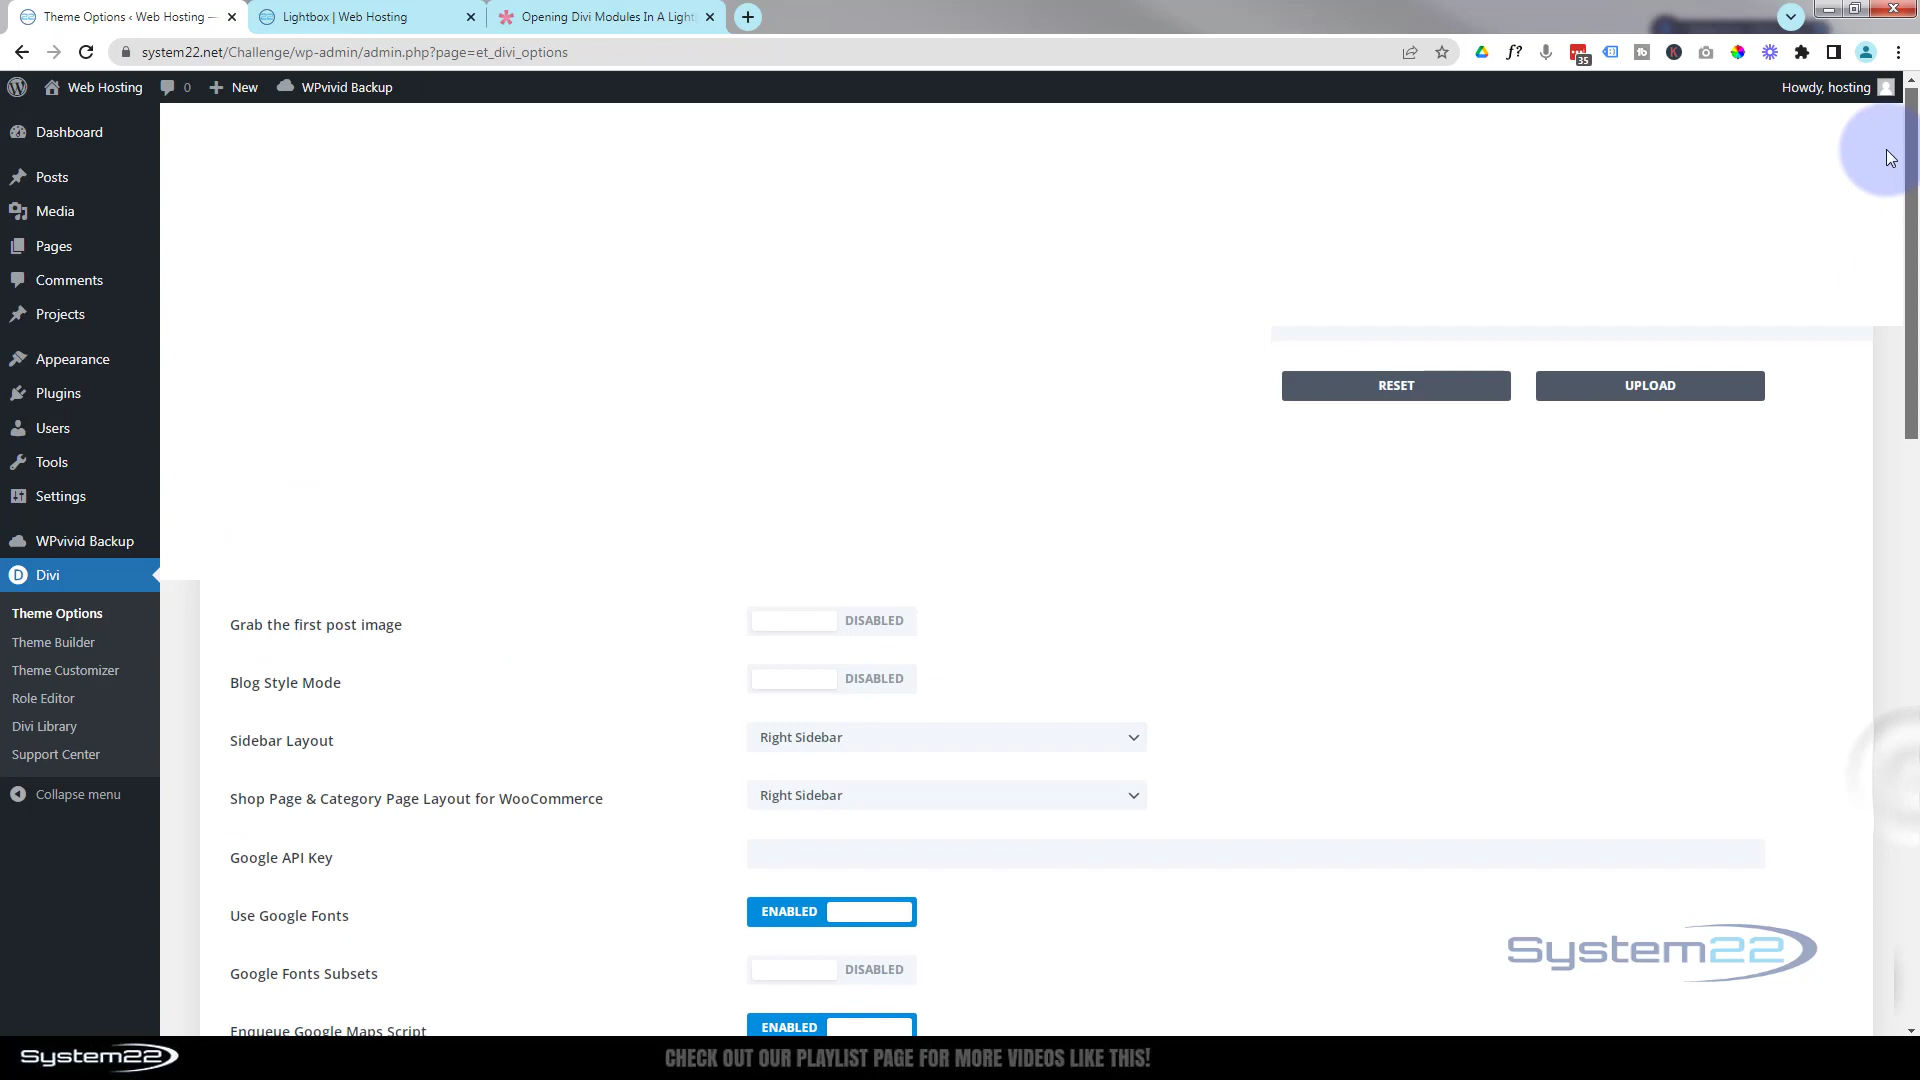 Theme Options ‹ Web Hosting —
Lightbox | Web Hosting
Opening Divi Modules In A Light
system22.net/Challenge/wp-admin/admin.php?page=et_divi_options
35
Web Hosting
0
New
WPvivid Backup
Howdy, hosting
Dashboard
Posts
Media
Pages
Comments
Projects
Appearance
Plugins
Users
Tools
Settings
WPvivid Backup
Divi
Theme Options
Theme Builder
Theme Customizer
Role Editor
Divi Library
Support Center
Collapse menu
RESET
UPLOAD
Grab the first post image
DISABLED
Blog Style Mode
DISABLED
Sidebar Layout
Right Sidebar
Shop Page & Category Page Layout for WooCommerce
Right Sidebar
Google API Key
Use Google Fonts
ENABLED
Google Fonts Subsets
DISABLED
Enqueue Google Maps Script
ENABLED
System22
System22
CHECK OUT OUR PLAYLIST PAGE FOR MORE VIDEOS LIKE THIS!